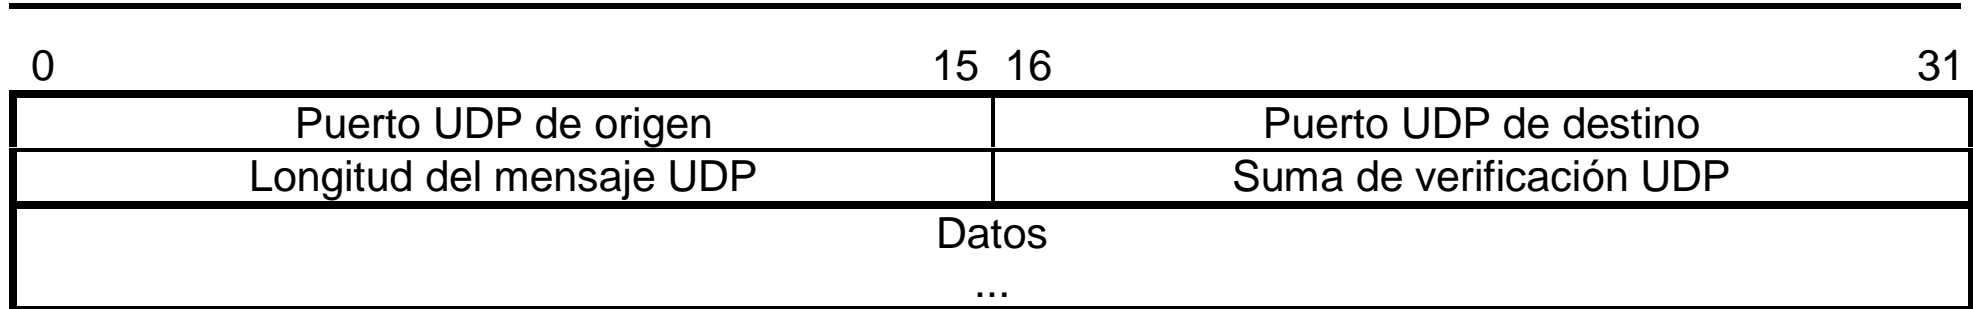 0 15 16 31
Puerto UDP de origen Puerto UDP de destino
Longitud del mensaje UDP Suma de verificación UDP
Datos
...